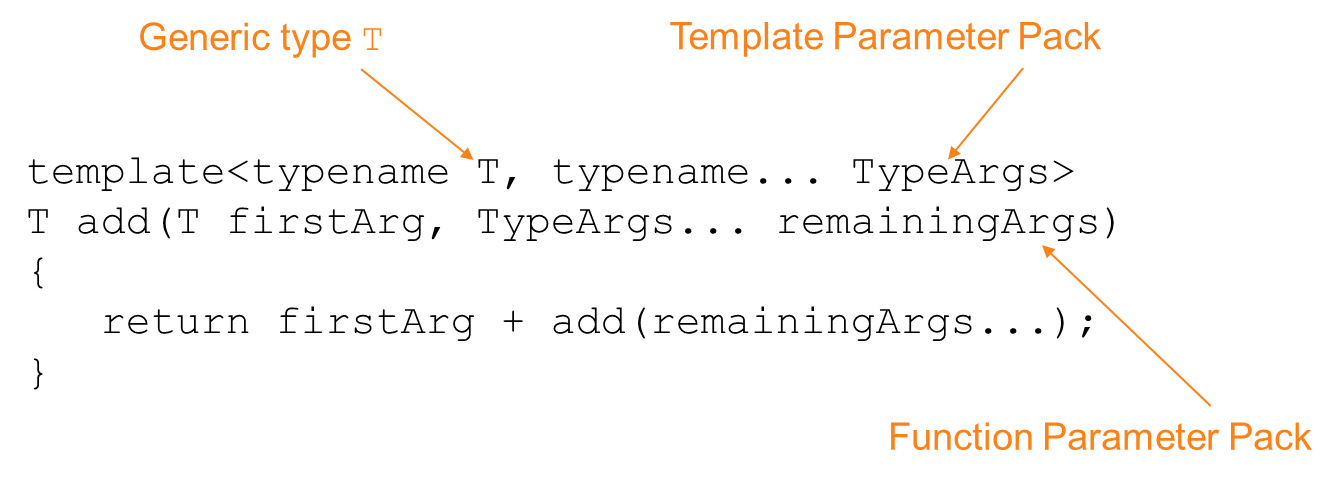 Generic type T
Template Parameter Pack
template<typename T, typename... TypeArgs>
T add(T firstArg, TypeArgs... remainingArgs)
{
   return firstArg + add(remainingArgs...);
}
Function Parameter Pack